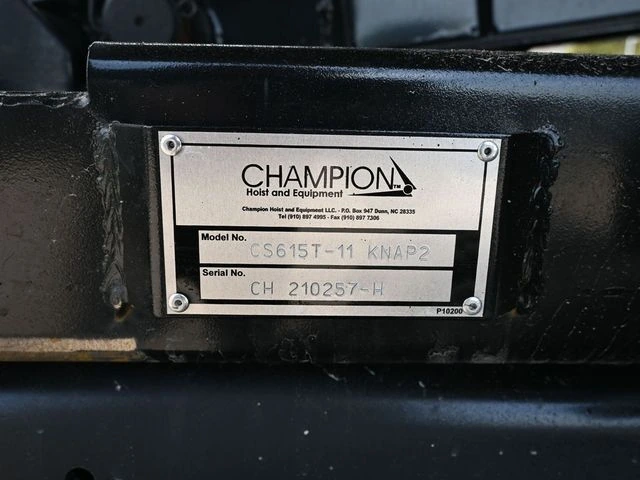 CHAMPION™
Hoist and Equipment
Champion Hoist and Equipment LLC. - P.O. Box 947 Dunn, NC 28335
Tel (910) 897 4995 - Fax (910) 897 7306
Model No. CS615T-11 KNAP2
Serial No. CH 210257-H
P10200